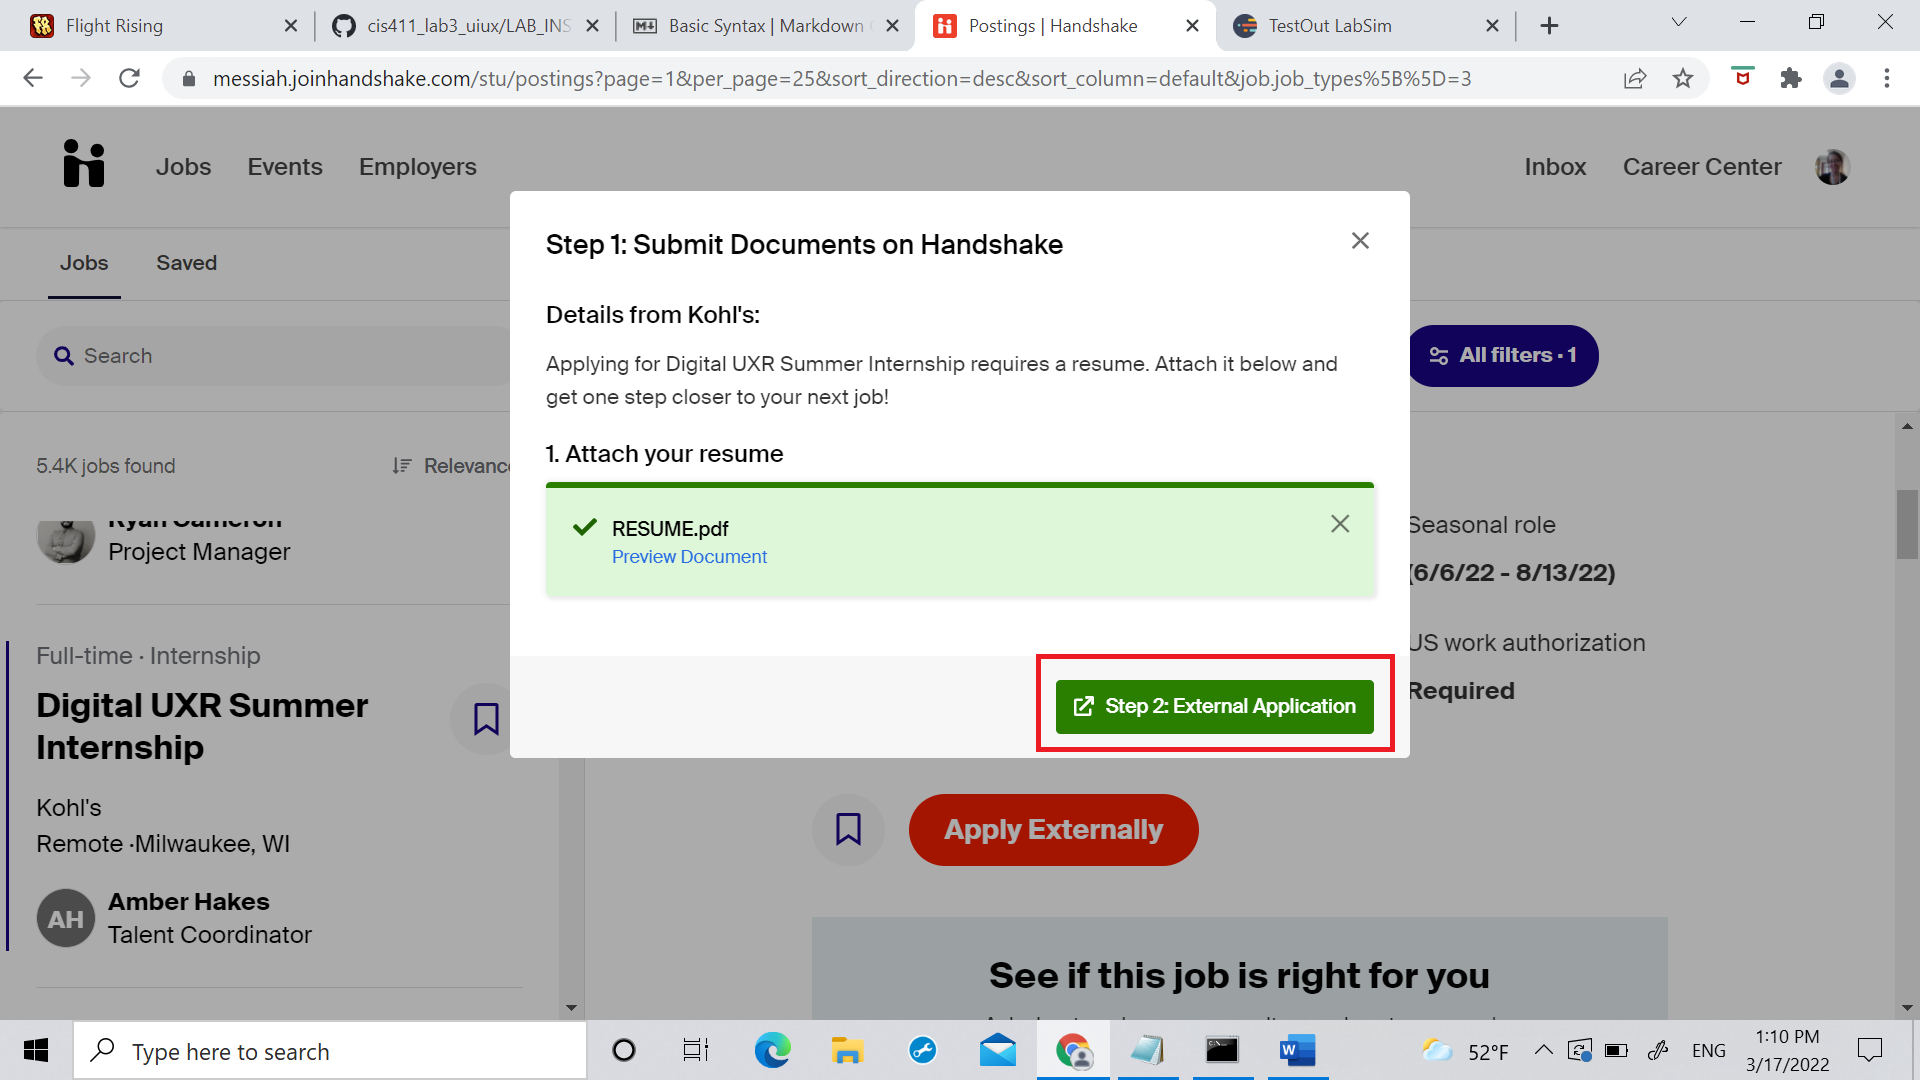 Flight Rising
cis411_lab3_uiux/LAB_INS
Basic Syntax | Markdown
Postings | Handshake
TestOut LabSim
messiah.joinhandshake.com/stu/postings?page=1&per_page=25&sort_direction=desc&sort_column=default&job.job_types%5B%5D=3
Jobs
Events
Employers
Inbox
Career Center
Jobs
Saved
Search
All filters · 1
5.4K jobs found
Relevanc
Ryan Cameron
Project Manager
Full-time · Internship
Digital UXR Summer
Internship
Kohl's
Remote ·Milwaukee, WI
AH
Amber Hakes
Talent Coordinator
Step 1: Submit Documents on Handshake
Details from Kohl's:
Applying for Digital UXR Summer Internship requires a resume. Attach it below and
get one step closer to your next job!
1. Attach your resume
RESUME.pdf
Preview Document
Step 2: External Application
Seasonal role
(6/6/22 - 8/13/22)
US work authorization
Required
Apply Externally
See if this job is right for you
Type here to search
52°F
ENG
1:10 PM
3/17/2022